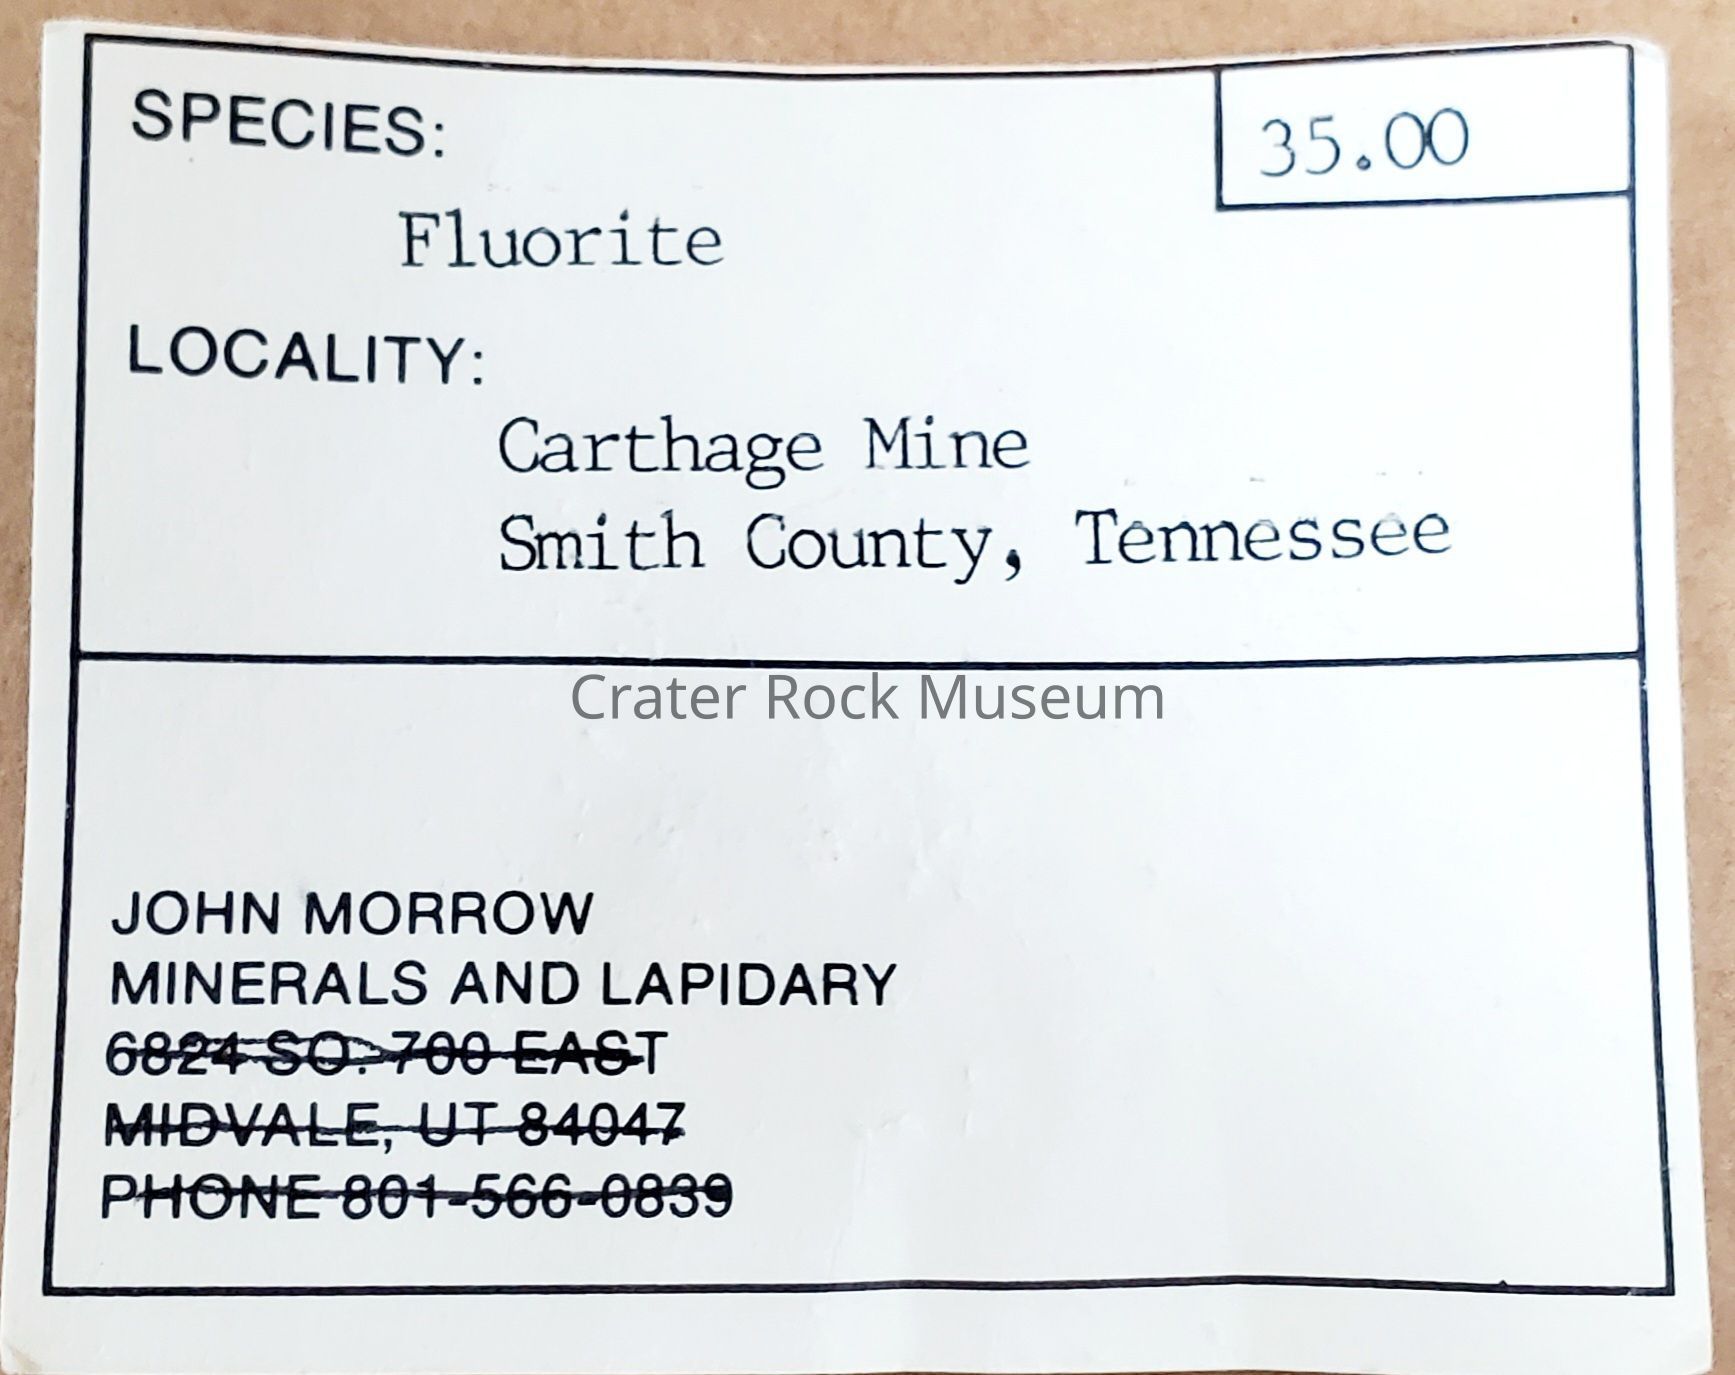 SPECIES:
35.00
Fluorite
LOCALITY:
Carthage Mine
Smith County, Tennessee
Crater Rock Museum
JOHN MORROW
MINERALS AND LAPIDARY
6824 SO. 700 EAST
MIDVALE, UT 84047
PHONE 801-566-0839